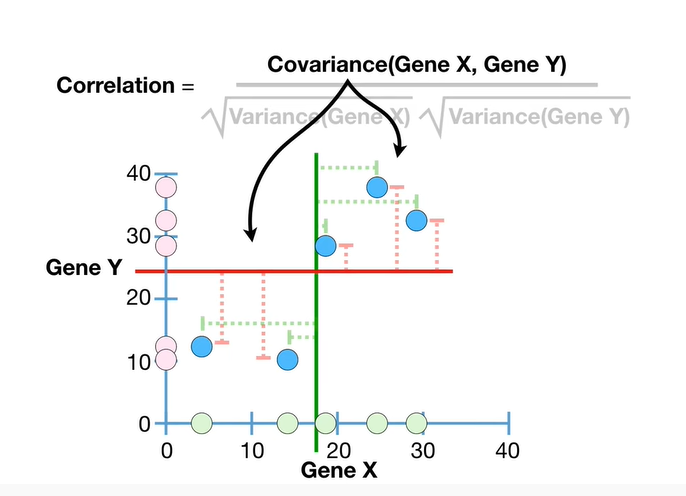 Covariance(Gene X, Gene Y)
Correlation =
√Variance(Gene X) √Variance(Gene Y)
40
30
Gene Y
20
10
0
0 10 20 30 40
Gene X